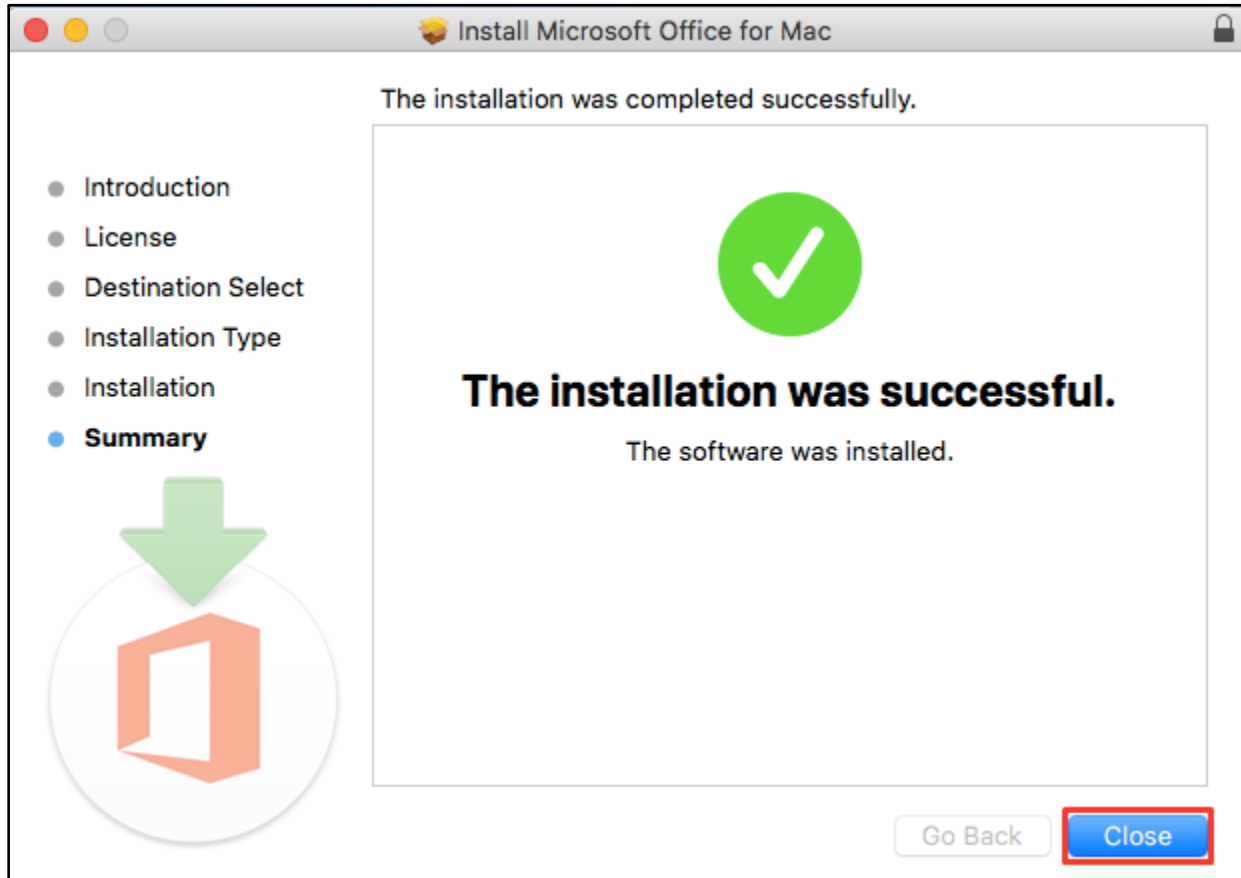 Install Microsoft Office for Mac
The installation was completed successfully.
Introduction
License
Destination Select
Installation Type
Installation
Summary
The installation was successful.
The software was installed.
Go Back
Close